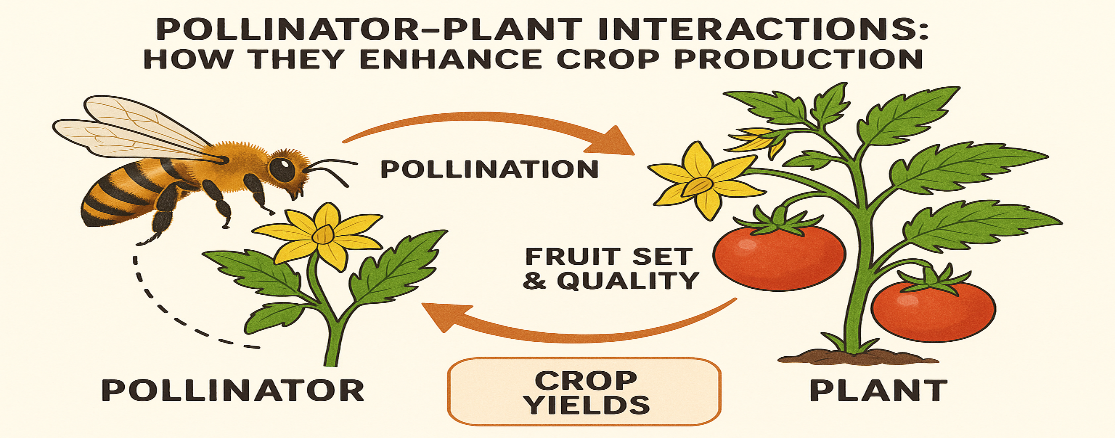 POLLINATOR–PLANT INTERACTIONS:
HOW THEY ENHANCE CROP PRODUCTION
POLLINATION
FRUIT SET
& QUALITY
POLLINATOR
CROP
YIELDS
PLANT